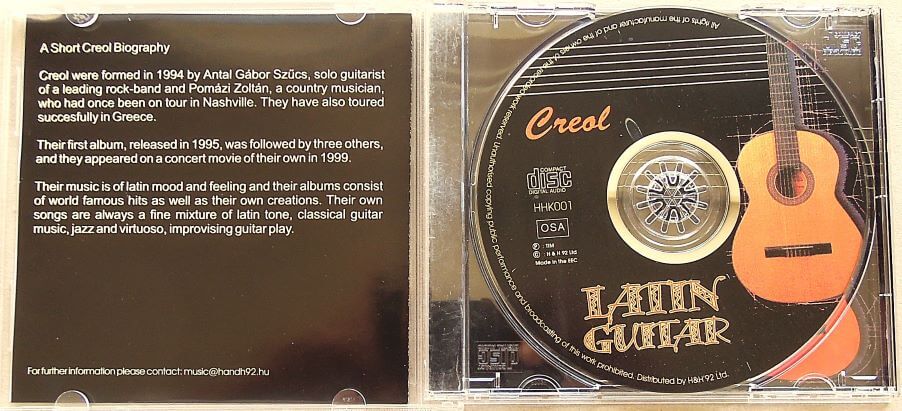 A Short Creol Biography
Creol were formed in 1994 by Antal Gábor Szűcs, solo guitarist
of a leading rock-band and Pomázi Zoltán, a country musician,
who had once been on tour in Nashville. They have also toured
succesfully in Greece.
Their first album, released in 1995, was followed by three others,
and they appeared on a concert movie of their own in 1999.
Their music is of latin mood and feeling and their albums consist
of world famous hits as well as their own creations. Their own
songs are always a fine mixture of latin tone, classical guitar
music, jazz and virtuoso, improvising guitar play.
For further information please contact: music@handh92.hu
Creol
COMPACT
disc
DIGITAL AUDIO
HHK001
OSA
Ⓟ : TIM
© : H & H '92 Ltd
Made in the EEC
LATIN
GUITAR
All rights of the manufacturer and of the owner of the recorded work reserved. Unauthorised copying public performance and broadcasting of this work prohibited. Distributed by H&H'92 Ltd.